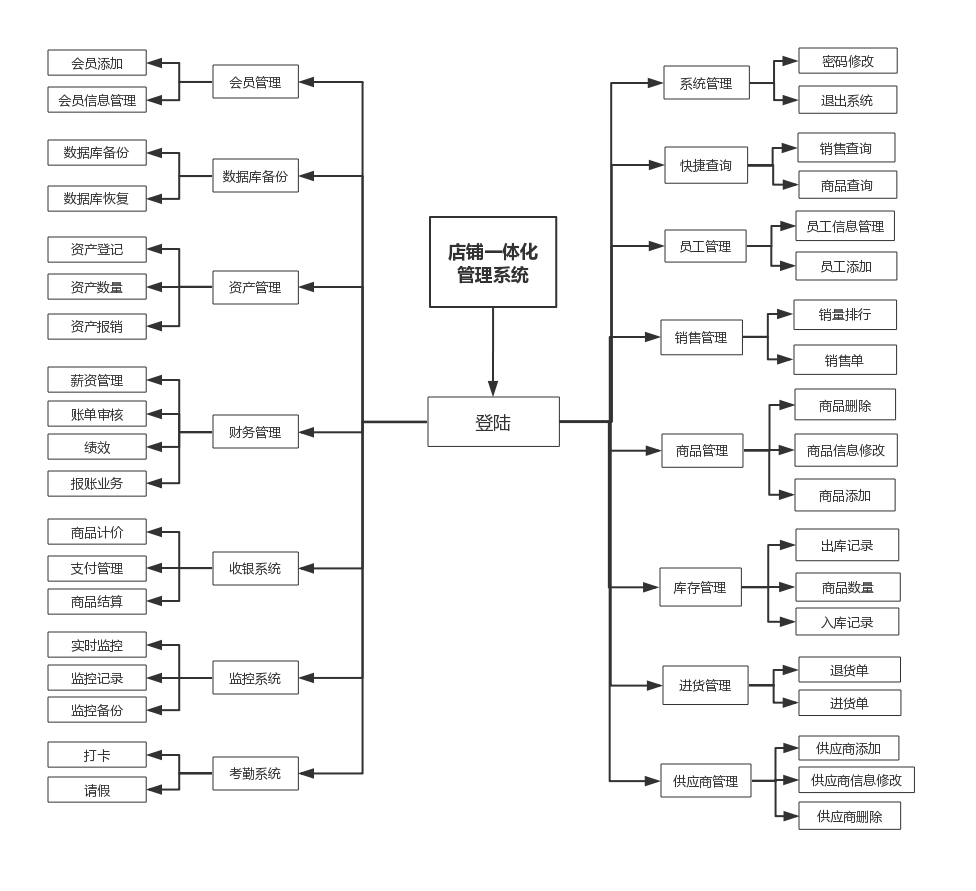 店铺一体化
管理系统
登陆
会员管理
会员添加
会员信息管理
数据库备份
数据库备份
数据库恢复
资产管理
资产登记
资产数量
资产报销
财务管理
薪资管理
账单审核
绩效
报账业务
收银系统
商品计价
支付管理
商品结算
监控系统
实时监控
监控记录
监控备份
考勤系统
打卡
请假
系统管理
密码修改
退出系统
快捷查询
销售查询
商品查询
员工管理
员工信息管理
员工添加
销售管理
销量排行
销售单
商品管理
商品删除
商品信息修改
商品添加
库存管理
出库记录
商品数量
入库记录
进货管理
退货单
进货单
供应商管理
供应商添加
供应商信息修改
供应商删除